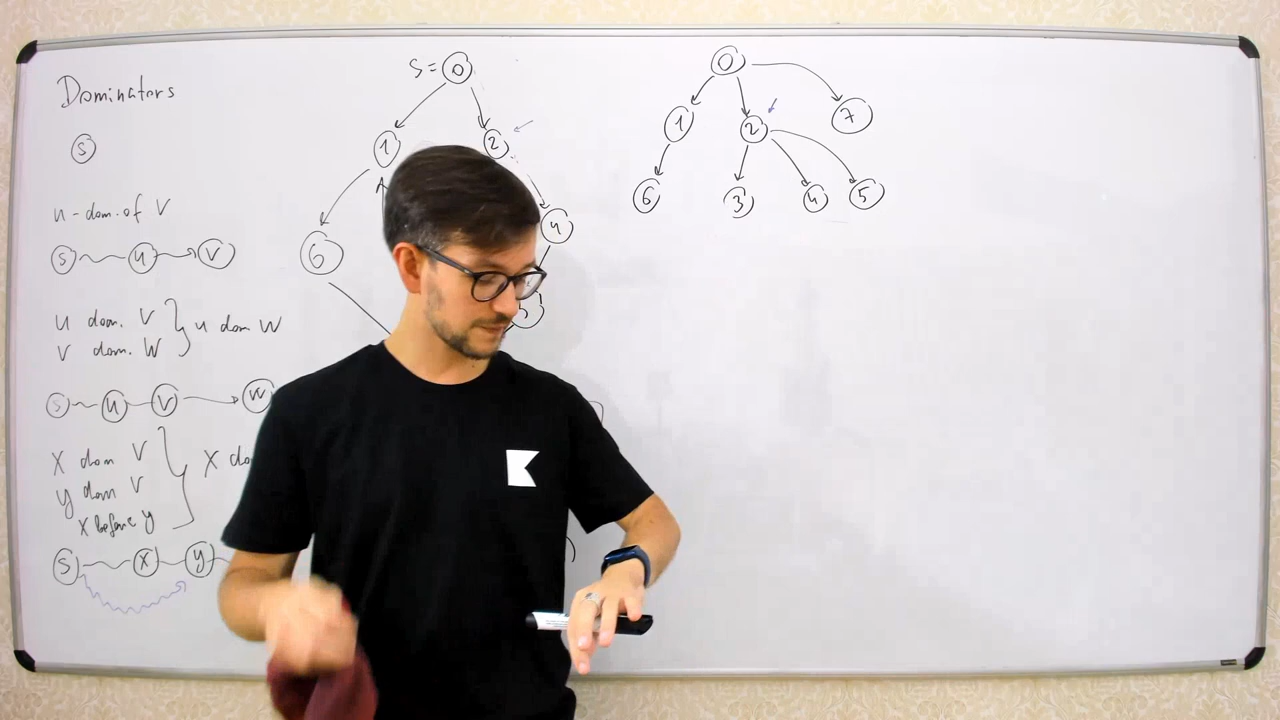 Dominators
S
u - dom. of V
S u V
u dom. V } u dom W
V dom. W
S u V W
X dom V } X do
y dom V
X before y
S X y
S = 0
1 2
6 4
5
0
1 2 7
6 3 4 5